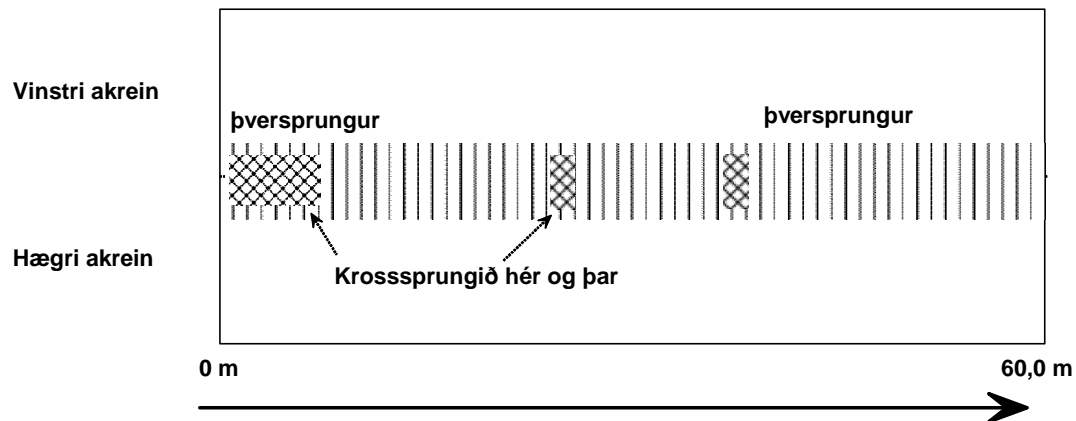 Vinstri akrein
þversprungur
þversprungur
Hægri akrein
Krosssprungið hér og þar
0 m
60,0 m